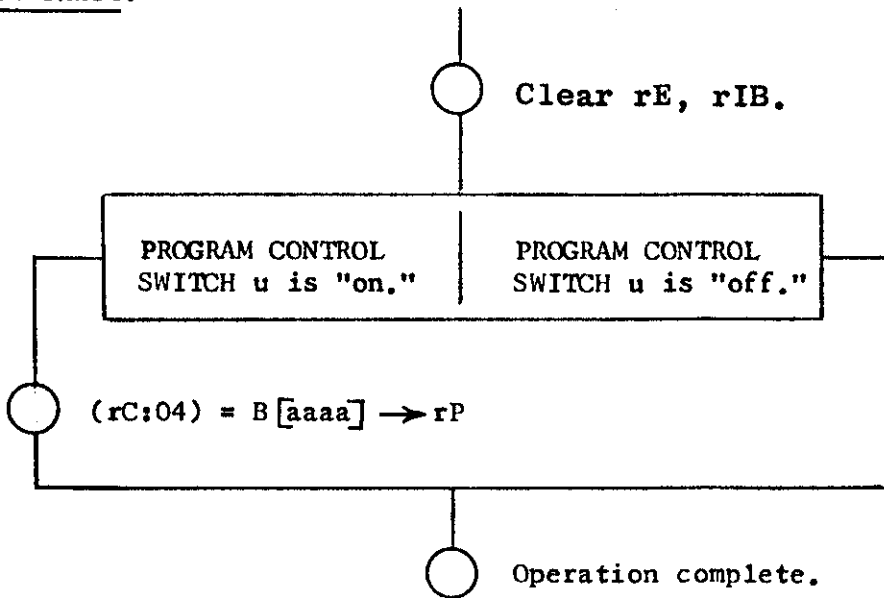 Clear rE, rIB.
PROGRAM CONTROL
SWITCH u is "on."
PROGRAM CONTROL
SWITCH u is "off."
(rC:04) = B[aaaa] → rP
Operation complete.